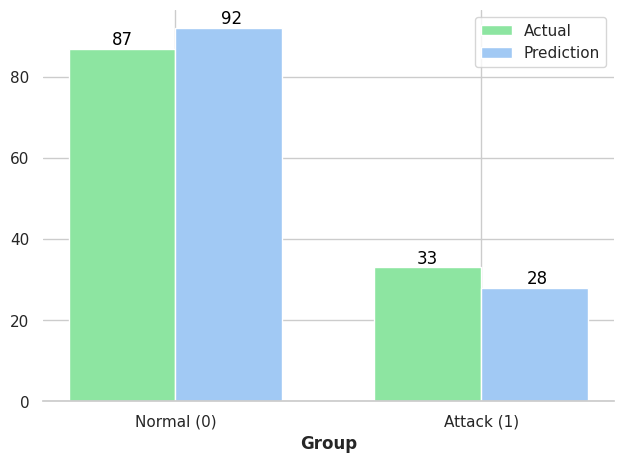 Actual
Prediction
87
92
33
28
80
60
40
20
0
Normal (0)
Attack (1)
Group